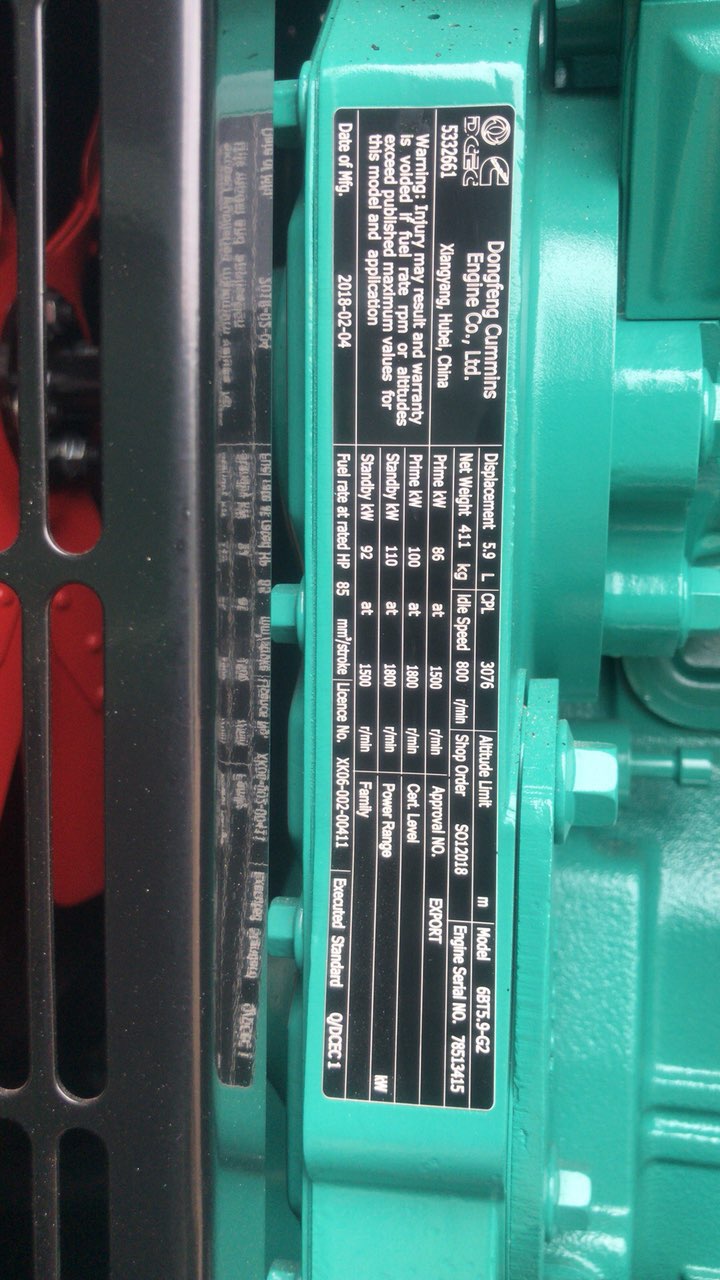 DCEC
Dongfeng Cummins
Engine Co., Ltd.
5332661 Xiangyang, Hubei, China
Warning: Injury may result and warranty
is voided if fuel rate rpm or altitudes
exceed published maximum values for
this model and application
Date of Mfg. 2018-02-04
Displacement 5.9 L CPL 3076 Altitude Limit m Model 6BT5.9-G2
Net Weight 411 kg Idle Speed 800 r/min Shop Order SO12018 Engine Serial NO. 78513415
Prime kW 86 at 1500 r/min Approval NO. EXPORT
Prime kW 100 at 1800 r/min Cert. Level
Standby kW 110 at 1800 r/min Power Range kW
Standby kW 92 at 1500 r/min Family
Fuel rate at rated HP 85 mm³/stroke Licence No. XK06-002-00411 Executed Standard Q/DCEC 1